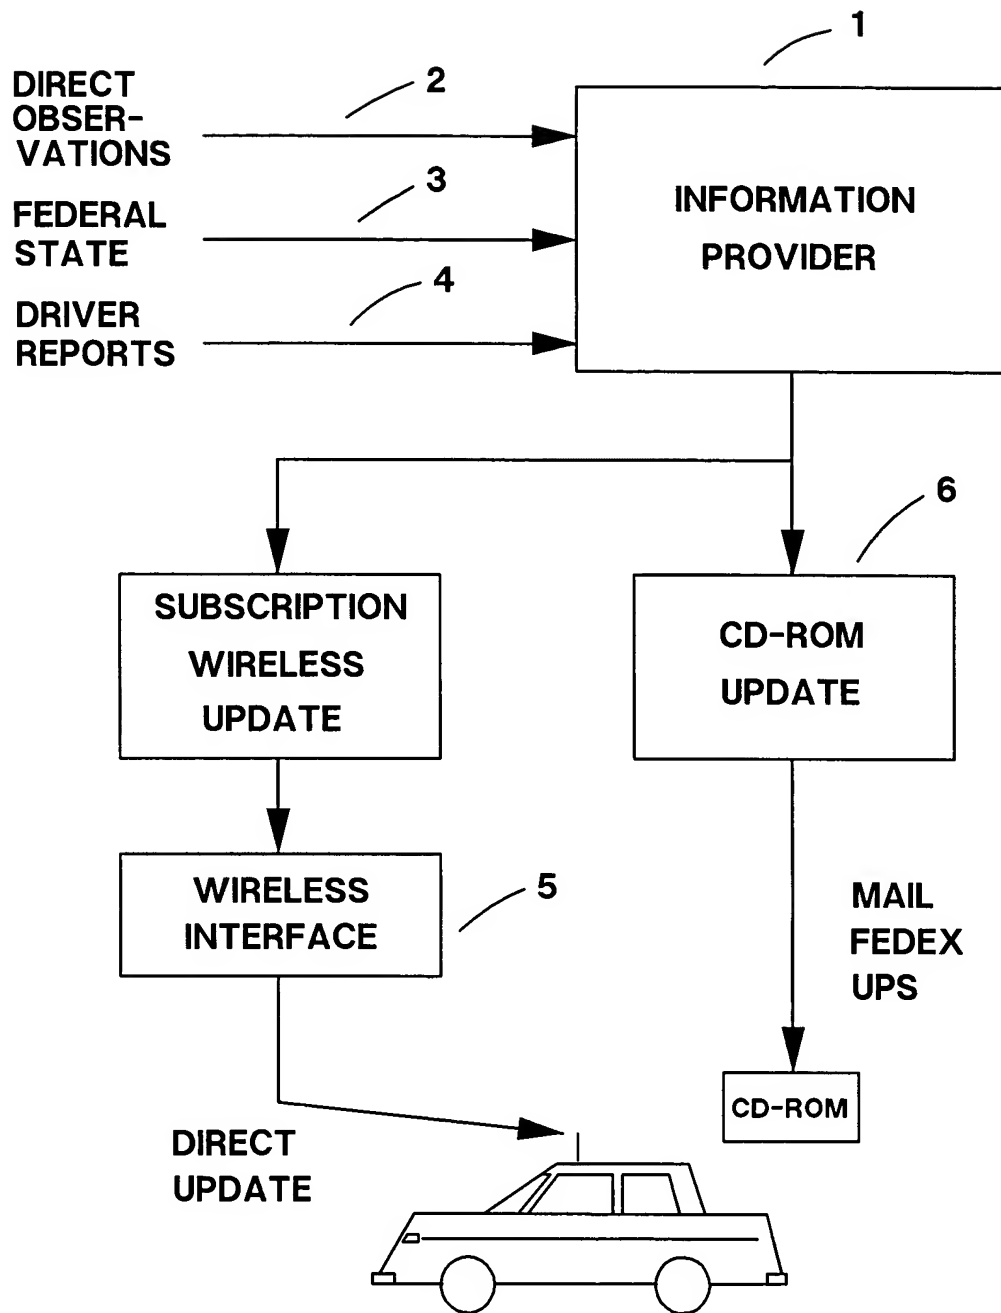 1
DIRECT
OBSER-
VATIONS
2
FEDERAL
STATE
3
DRIVER
REPORTS
4
INFORMATION
PROVIDER
SUBSCRIPTION
WIRELESS
UPDATE
6
CD-ROM
UPDATE
WIRELESS
INTERFACE
5
MAIL
FEDEX
UPS
CD-ROM
DIRECT
UPDATE